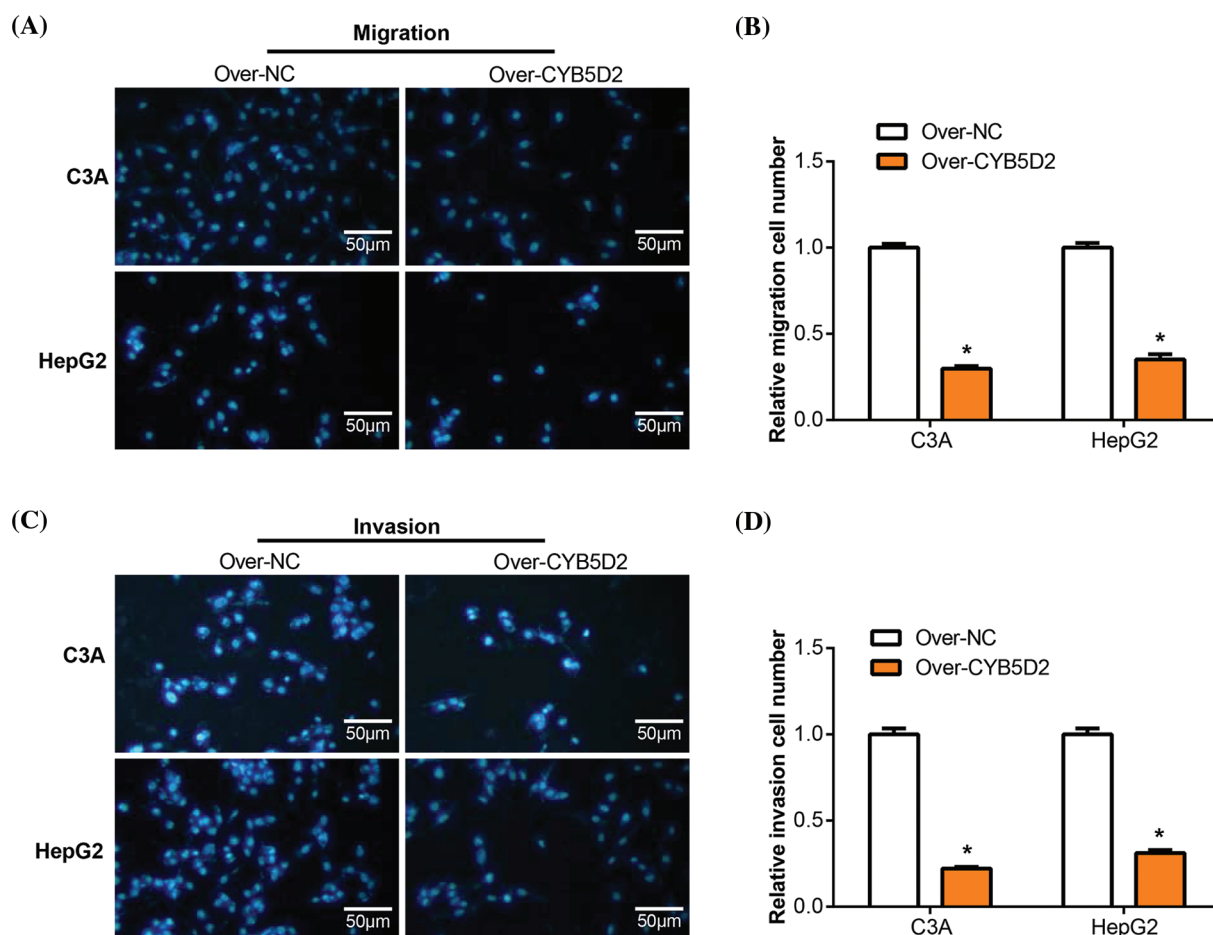 (A)
Migration
Over-NC Over-CYB5D2
C3A
50µm 50µm
HepG2
50µm 50µm
(B)
Over-NC
Over-CYB5D2
Relative migration cell number
1.5
1.0
0.5
0.0
* *
C3A HepG2
(C)
Invasion
Over-NC Over-CYB5D2
C3A
50µm 50µm
HepG2
50µm 50µm
(D)
Over-NC
Over-CYB5D2
Relative invasion cell number
1.5
1.0
0.5
0.0
* *
C3A HepG2